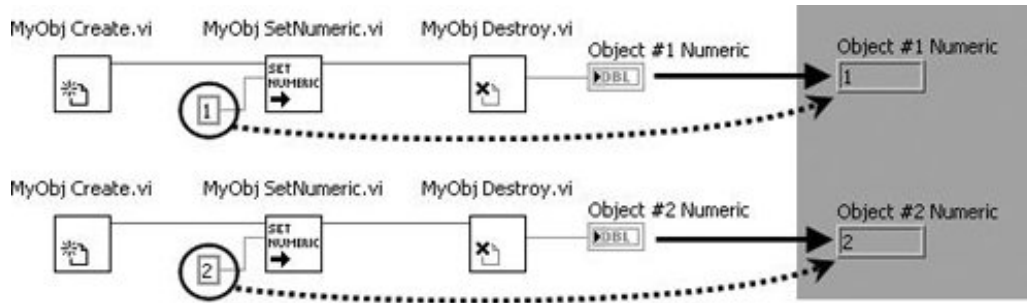 MyObj Create.vi MyObj SetNumeric.vi MyObj Destroy.vi
Object #1 Numeric
Object #1 Numeric
SET
NUMERIC
DBL
1
1
MyObj Create.vi MyObj SetNumeric.vi MyObj Destroy.vi
Object #2 Numeric
Object #2 Numeric
SET
NUMERIC
DBL
2
2